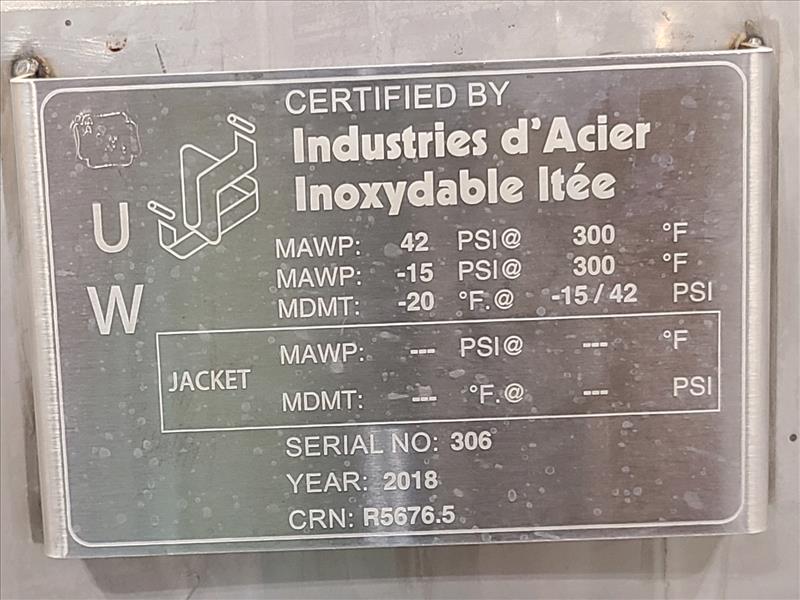 CERTIFIED BY
Industries d'Acier
Inoxydable ltée
U
W
MAWP: 42 PSI@ 300 °F
MAWP: -15 PSI@ 300 °F
MDMT: -20 °F.@ -15 / 42 PSI
JACKET
MAWP: --- PSI@ --- °F
MDMT: --- °F.@ --- PSI
SERIAL NO: 306
YEAR: 2018
CRN: R5676.5